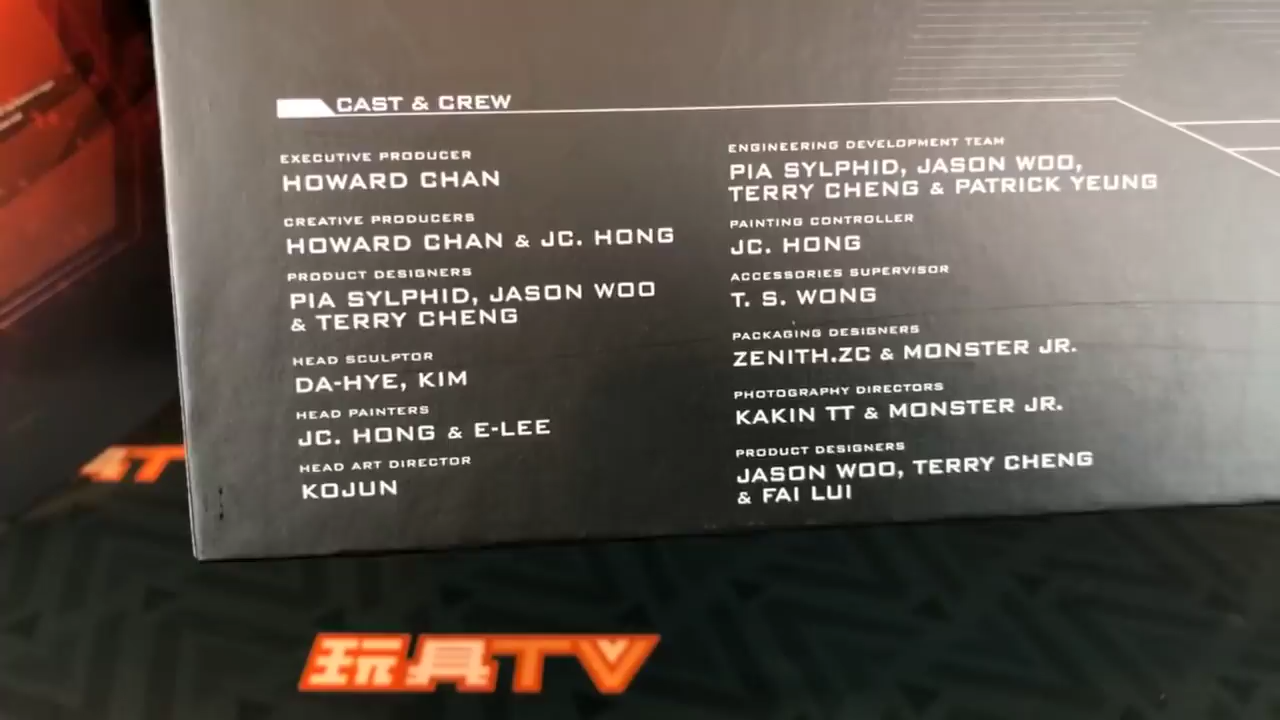 CAST & CREW
EXECUTIVE PRODUCER
HOWARD CHAN
CREATIVE PRODUCERS
HOWARD CHAN & JC. HONG
PRODUCT DESIGNERS
PIA SYLPHID, JASON WOO
& TERRY CHENG
HEAD SCULPTOR
DA-HYE, KIM
HEAD PAINTERS
JC. HONG & E-LEE
HEAD ART DIRECTOR
KOJUN
ENGINEERING DEVELOPMENT TEAM
PIA SYLPHID, JASON WOO,
TERRY CHENG & PATRICK YEUNG
PAINTING CONTROLLER
JC. HONG
ACCESSORIES SUPERVISOR
T. S. WONG
PACKAGING DESIGNERS
ZENITH.ZC & MONSTER JR.
PHOTOGRAPHY DIRECTORS
KAKIN TT & MONSTER JR.
PRODUCT DESIGNERS
JASON WOO, TERRY CHENG
& FAI LUI
玩具TV